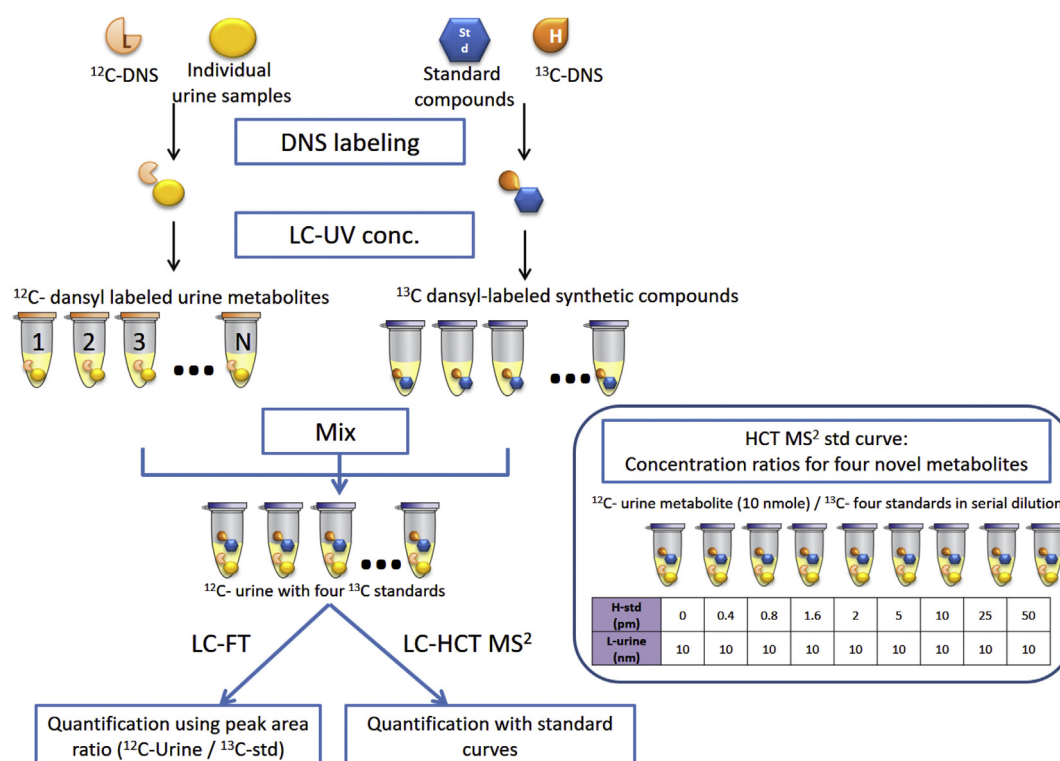 L
St
d
H
¹²C-DNS
Individual
urine samples
Standard
compounds
¹³C-DNS
DNS labeling
LC-UV conc.
¹²C- dansyl labeled urine metabolites
¹³C dansyl-labeled synthetic compounds
1 2 3 ••• N
•••
Mix
¹²C- urine with four ¹³C standards
LC-FT
LC-HCT MS²
Quantification using peak area
ratio (¹²C-Urine / ¹³C-std)
Quantification with standard
curves
HCT MS² std curve:
Concentration ratios for four novel metabolites
¹²C- urine metabolite (10 nmole) / ¹³C- four standards in serial dilution
H-std
(pm)
0 0.4 0.8 1.6 2 5 10 25 50
L-urine
(nm)
10 10 10 10 10 10 10 10 10